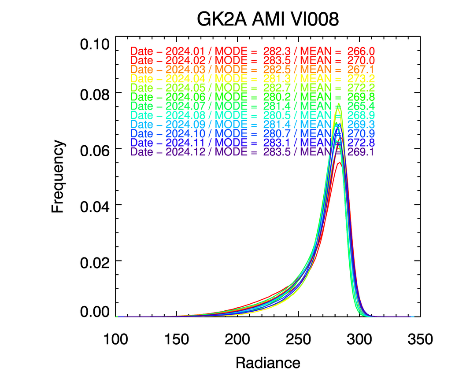 GK2A AMI VI008
0.10
0.08
0.06
0.04
0.02
0.00
Frequency
Date - 2024.01 / MODE = 282.3 / MEAN = 266.0
Date - 2024.02 / MODE = 283.5 / MEAN = 270.0
Date - 2024.03 / MODE = 282.5 / MEAN = 267.1
Date - 2024.04 / MODE =
Date - 2024.05 / MODE = 282.7 / MEAN = 272.2
Date - 2024.06 / MODE = 280.2 / MEAN = 269.8
Date - 2024.07 / MODE = 281.4 / MEAN = 265.4
Date - 2024.08 / MODE = 280.5 / MEAN = 268.9
Date - 2024.09 / MODE = 281.4 / MEAN = 269.3
Date - 2024.10 / MODE = 280.7 / MEAN = 270.9
Date - 2024.11 / MODE = 283.1 / MEAN = 272.8
Date - 2024.12 / MODE = 283.5 / MEAN = 269.1
100 150 200 250 300 350
Radiance